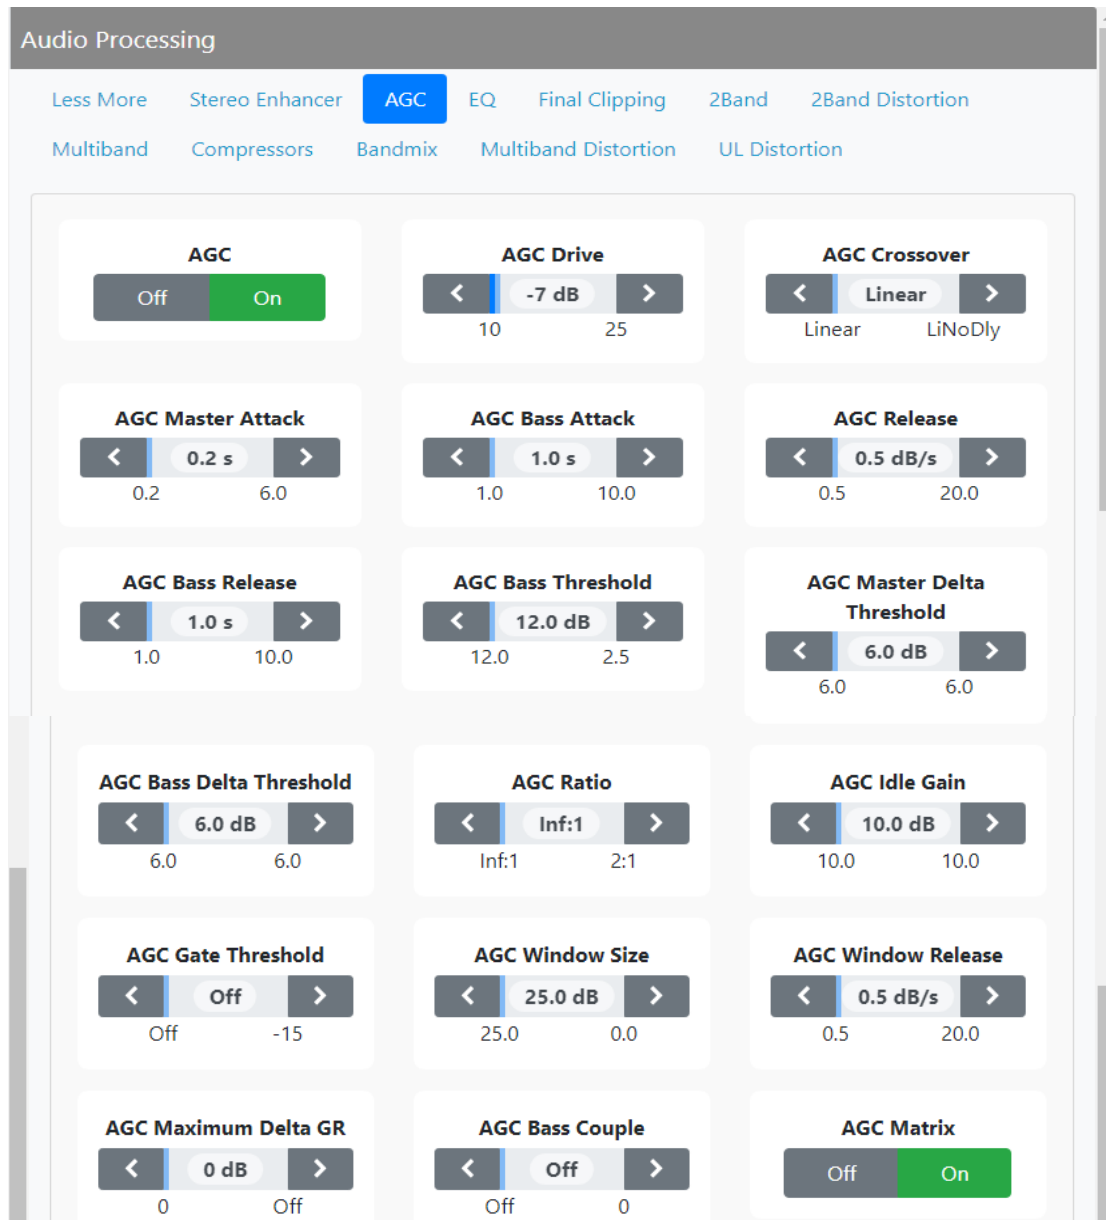 Audio Processing
Less More Stereo Enhancer AGC EQ Final Clipping 2Band 2Band Distortion
Multiband Compressors Bandmix Multiband Distortion UL Distortion
AGC
Off On
AGC Drive
-7 dB
10 25
AGC Crossover
Linear
Linear LiNoDly
AGC Master Attack
0.2 s
0.2 6.0
AGC Bass Attack
1.0 s
1.0 10.0
AGC Release
0.5 dB/s
0.5 20.0
AGC Bass Release
1.0 s
1.0 10.0
AGC Bass Threshold
12.0 dB
12.0 2.5
AGC Master Delta
Threshold
6.0 dB
6.0 6.0
AGC Bass Delta Threshold
6.0 dB
6.0 6.0
AGC Ratio
Inf:1
Inf:1 2:1
AGC Idle Gain
10.0 dB
10.0 10.0
AGC Gate Threshold
Off
Off -15
AGC Window Size
25.0 dB
25.0 0.0
AGC Window Release
0.5 dB/s
0.5 20.0
AGC Maximum Delta GR
0 dB
0 Off
AGC Bass Couple
Off
Off 0
AGC Matrix
Off On